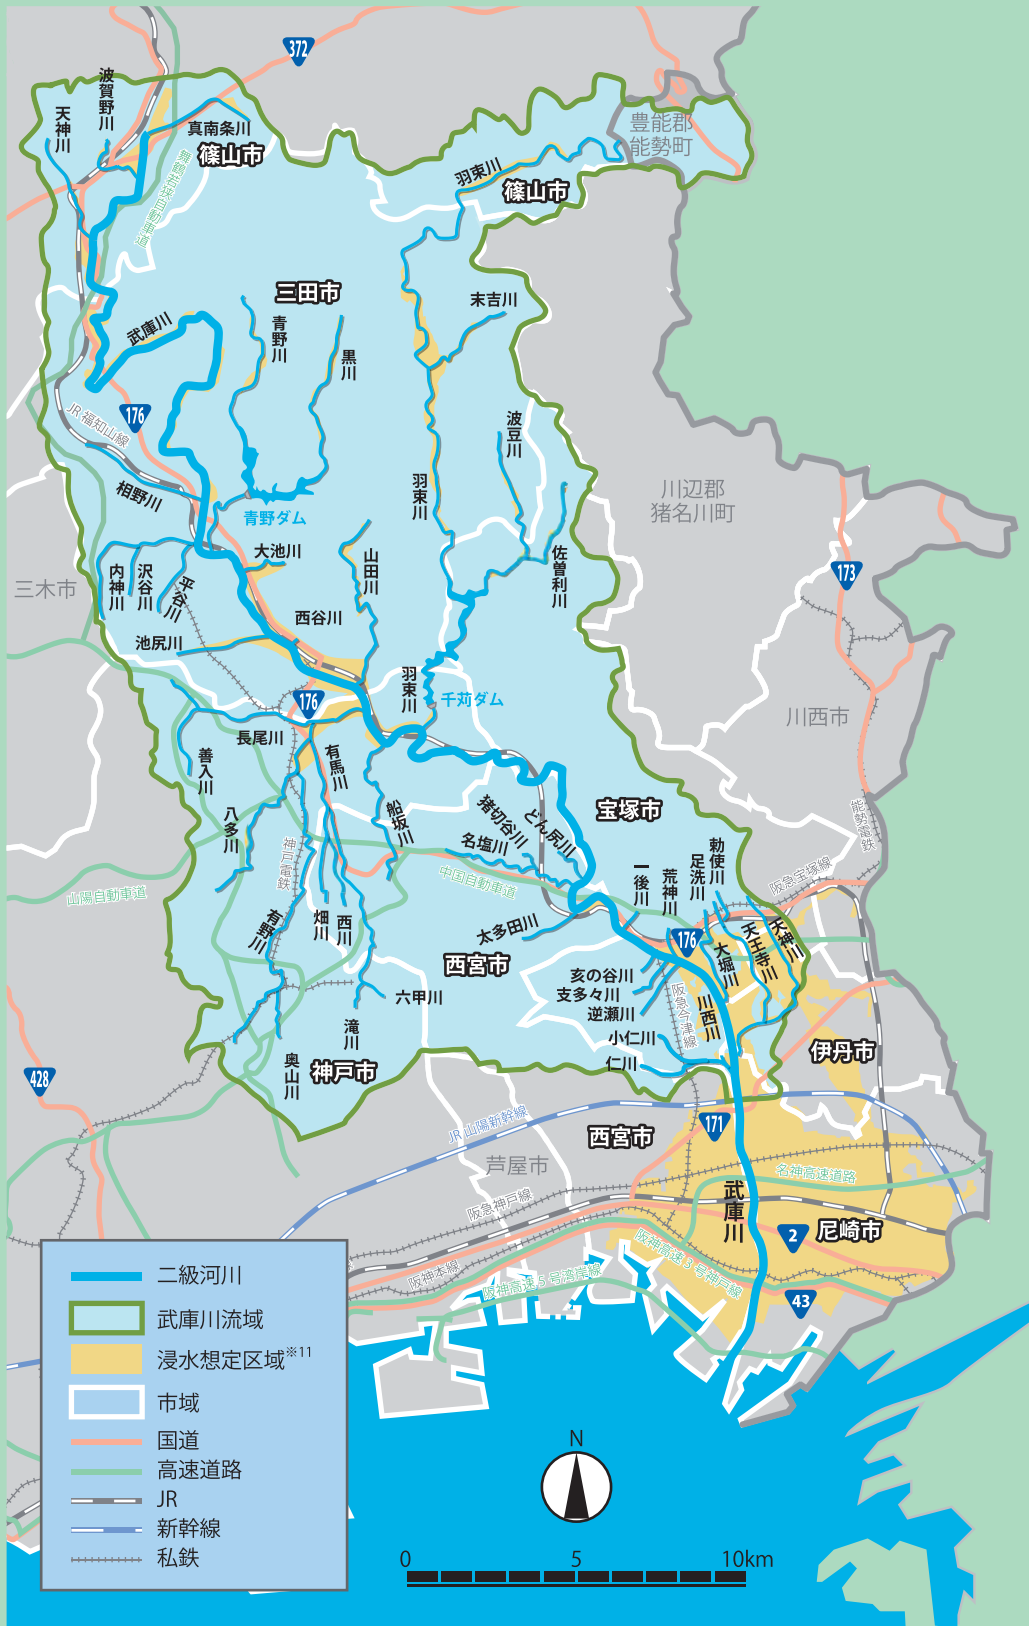 372
波賀野川
天神川
真南条川
篠山市
舞鶴若狭自動車道
豊能郡
能勢町
羽束川
篠山市
三田市
末吉川
武庫川
青野川
黒川
176
JR 福知山線
波豆川
相野川
羽束川
青野ダム
川辺郡
猪名川町
大池川
山田川
佐曽利川
173
三木市
内神川
沢谷川
平谷川
西谷川
池尻川
羽束川
千苅ダム
176
川西市
長尾川
有馬川
善入川
八多川
船坂川
猪切谷川
どん尻川
名塩川
宝塚市
能勢電鉄
神戸電鉄
中国自動車道
一後川
荒神川
足洗川
勅使川
阪急宝塚線
山陽自動車道
有野川
畑川
西川
太多田川
176
大堀川
天王寺川
天神川
西宮市
亥の谷川
支多々川
逆瀬川
六甲川
滝川
川西川
阪急今津線
小仁川
仁川
伊丹市
奥山川
神戸市
428
JR 山陽新幹線
171
西宮市
芦屋市
名神高速道路
阪急神戸線
武庫川
尼崎市
2
阪神高速 3 号神戸線
阪神本線
阪神高速 5 号湾岸線
43
二級河川
武庫川流域
浸水想定区域※11
市域
国道
高速道路
JR
新幹線
私鉄
N
0 5 10km